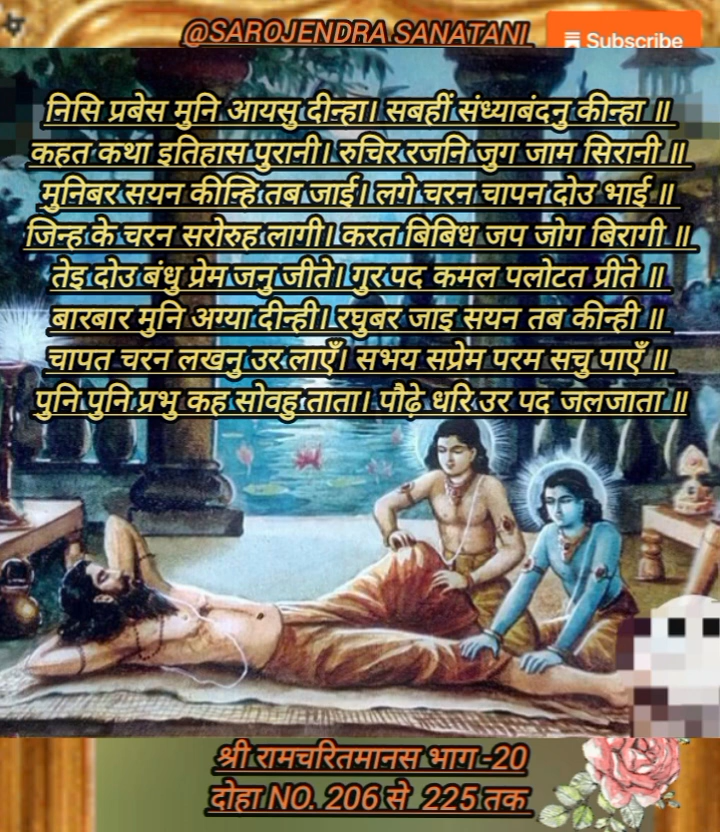 @SAROJENDRA SANATANI
Subscribe
निसि प्रबेस मुनि आयसु दीन्हा। सबहीं संध्याबंदनु कीन्हा ॥
कहत कथा इतिहास पुरानी। रुचिर रजनि जुग जाम सिरानी ॥
मुनिबर सयन कीन्हि तब जाई। लगे चरन चापन दोउ भाई ॥
जिन्ह के चरन सरोरुह लागी। करत बिबिध जप जोग बिरागी ॥
तेइ दोउ बंधु प्रेम जनु जीते। गुर पद कमल पलोटत प्रीते ॥
बारबार मुनि अग्या दीन्ही। रघुबर जाइ सयन तब कीन्ही ॥
चापत चरन लखनु उर लाएँ। सभय सप्रेम परम सचु पाएँ ॥
पुनि पुनि प्रभु कह सोवहु ताता। पौढ़े धरि उर पद जलजाता ॥
श्री रामचरितमानस भाग -20
दोहा NO. 206 से 225 तक